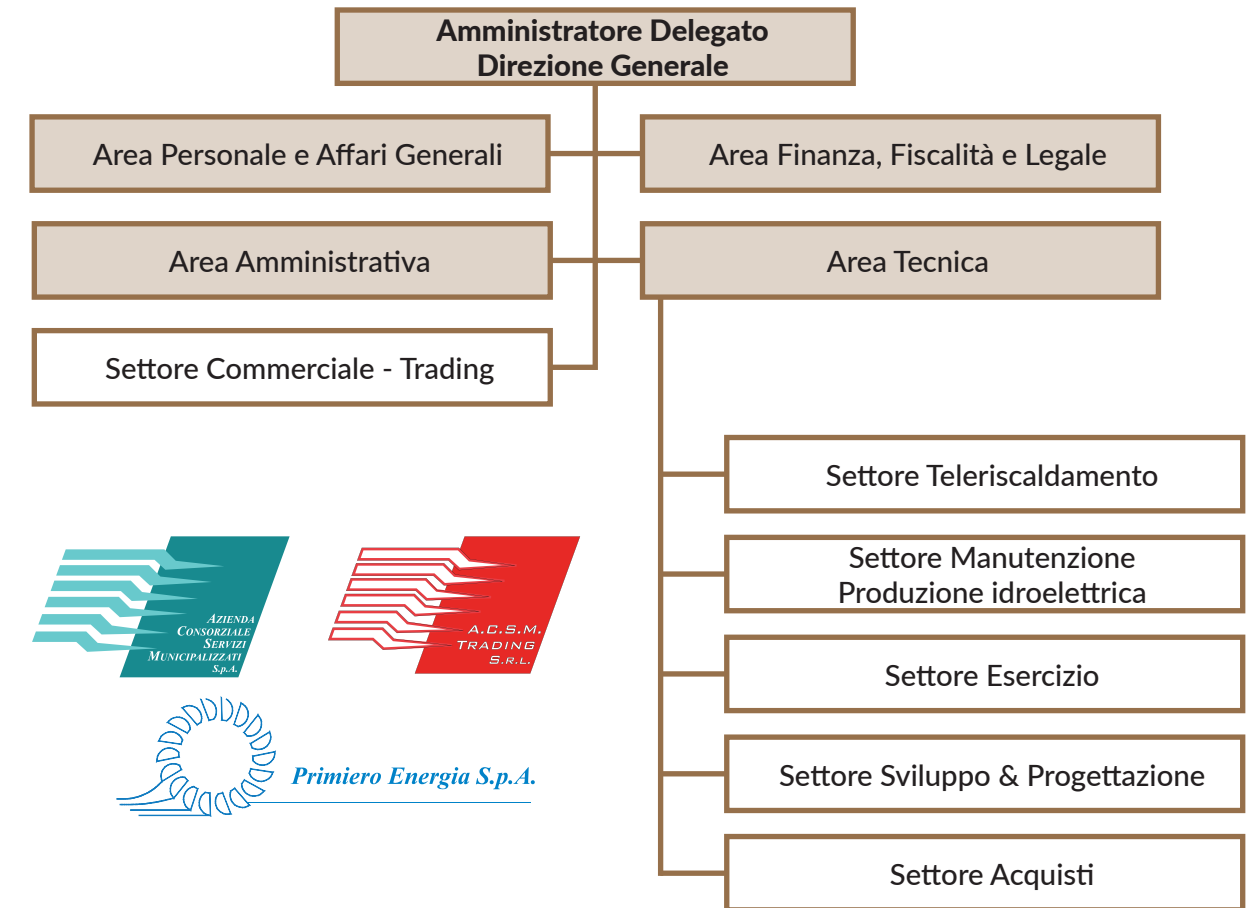 Amministratore Delegato
Direzione Generale
Area Personale e Affari Generali
Area Finanza, Fiscalità e Legale
Area Amministrativa
Area Tecnica
Settore Commerciale - Trading
Settore Teleriscaldamento
Settore Manutenzione
Produzione idroelettrica
Settore Esercizio
Settore Sviluppo & Progettazione
Settore Acquisti
AZIENDA
CONSORZIALE
SERVIZI
MUNICIPALIZZATI
S.p.A.
A.C.S.M.
TRADING
S.R.L.
Primiero Energia S.p.A.